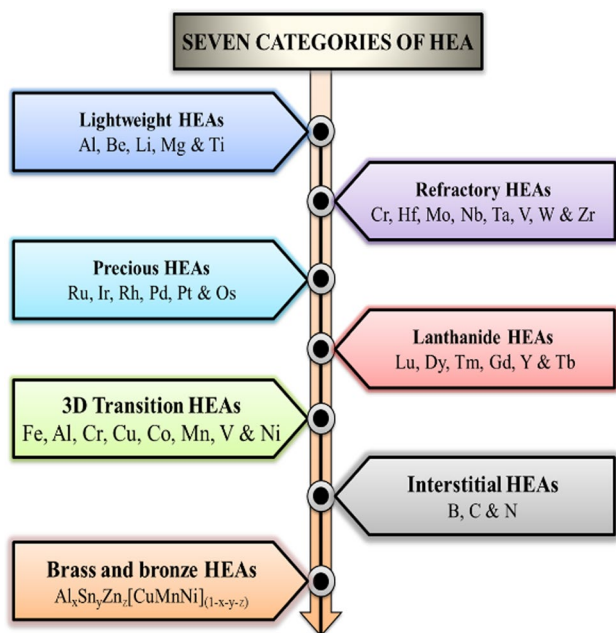 SEVEN CATEGORIES OF HEA
Lightweight HEAs
Al, Be, Li, Mg & Ti
Refractory HEAs
Cr, Hf, Mo, Nb, Ta, V, W & Zr
Precious HEAs
Ru, Ir, Rh, Pd, Pt & Os
Lanthanide HEAs
Lu, Dy, Tm, Gd, Y & Tb
3D Transition HEAs
Fe, Al, Cr, Cu, Co, Mn, V & Ni
Interstitial HEAs
B, C & N
Brass and bronze HEAs
AlxSnyZnz[CuMnNi](1-x-y-z)